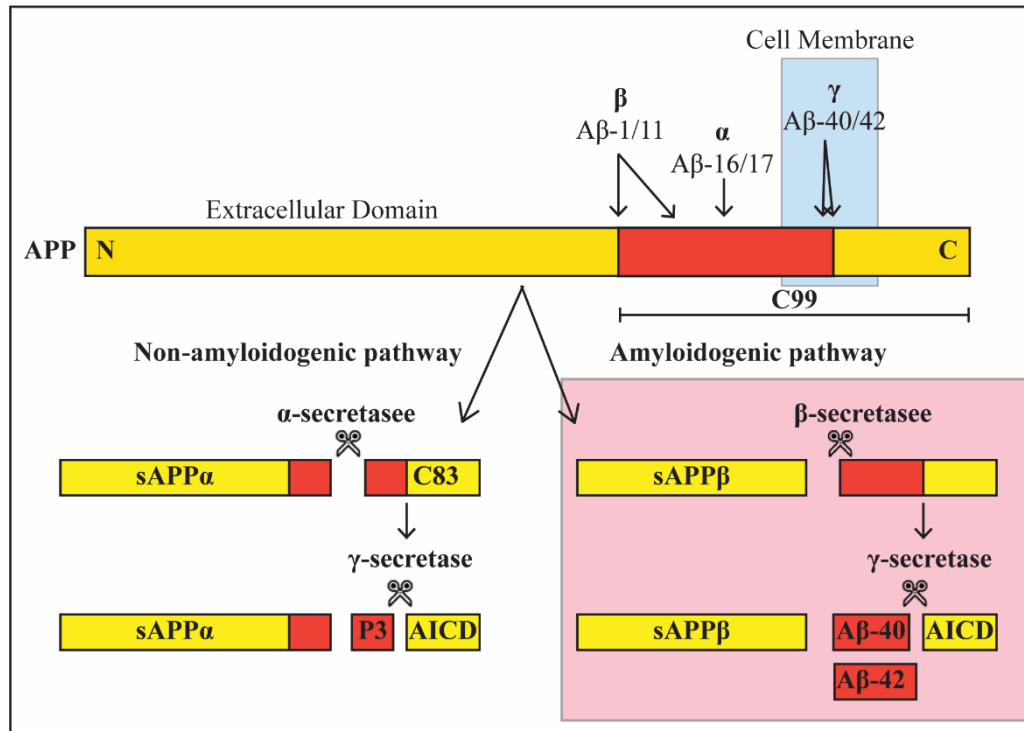 Cell Membrane
β
Aβ-1/11
α
Aβ-16/17
γ
Aβ-40/42
Extracellular Domain
APP
N
C
C99
Non-amyloidogenic pathway
Amyloidogenic pathway
α-secretasee
sAPPα
C83
γ-secretase
sAPPα
P3
AICD
β-secretasee
sAPPβ
γ-secretase
sAPPβ
Aβ-40
AICD
Aβ-42